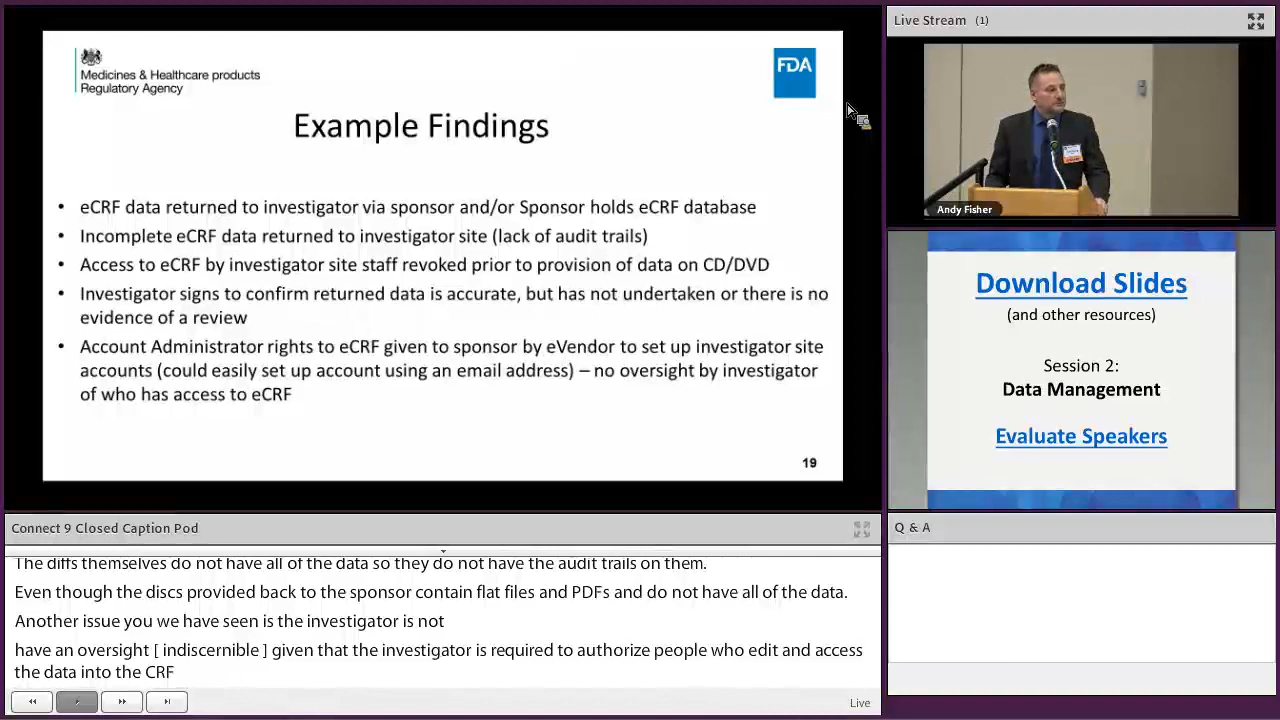 Medicines & Healthcare products
Regulatory Agency
FDA
Example Findings
• eCRF data returned to investigator via sponsor and/or Sponsor holds eCRF database
• Incomplete eCRF data returned to investigator site (lack of audit trails)
• Access to eCRF by investigator site staff revoked prior to provision of data on CD/DVD
• Investigator signs to confirm returned data is accurate, but has not undertaken or there is no
evidence of a review
• Account Administrator rights to eCRF given to sponsor by eVendor to set up investigator site
accounts (could easily set up account using an email address) – no oversight by investigator
of who has access to eCRF
19
Live Stream (1)
Andy Fisher
Download Slides
(and other resources)
Session 2:
Data Management
Evaluate Speakers
Connect 9 Closed Caption Pod
The diffs themselves do not have all of the data so they do not have the audit trails on them.
Even though the discs provided back to the sponsor contain flat files and PDFs and do not have all of the data.
Another issue you we have seen is the investigator is not
have an oversight [ indiscernible ] given that the investigator is required to authorize people who edit and access
the data into the CRF
Live
Q & A